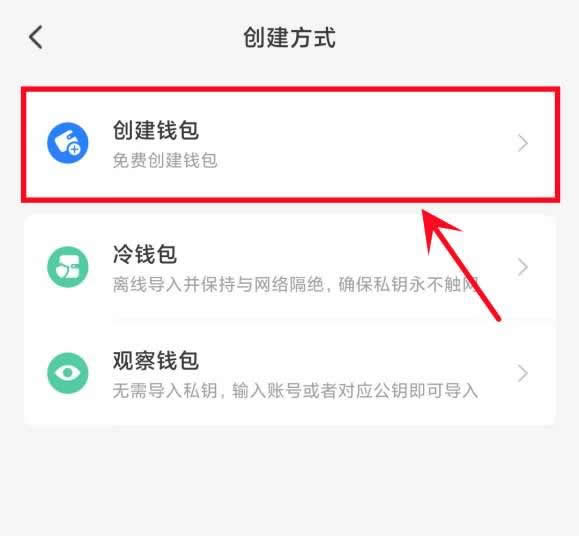 创建方式
创建钱包
免费创建钱包
冷钱包
离线导入并保持与网络隔绝，确保私钥永不触网
观察钱包
无需导入私钥，输入账号或者对应公钥即可导入